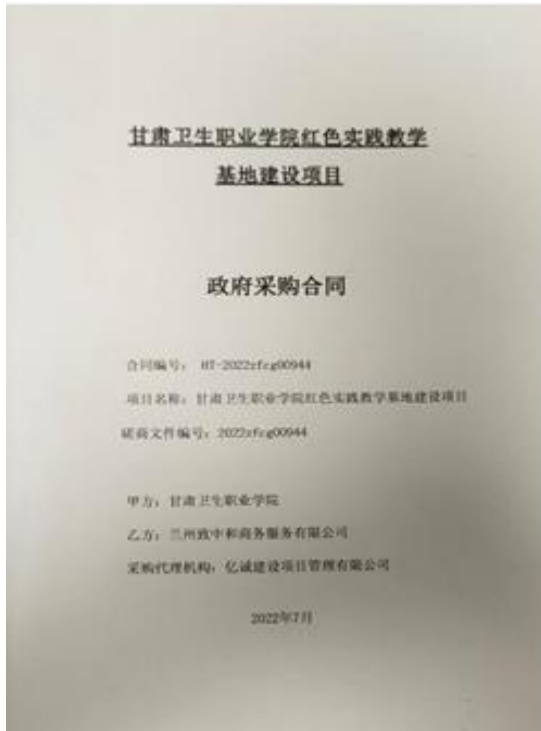 甘肃卫生职业学院红色实践教学
基地建设项目
政府采购合同
合同编号： HT-2022zfcg00944
项目名称：甘肃卫生职业学院红色实践教学基地建设项目
磋商文件编号：2022zfcg00944
甲方：甘肃卫生职业学院
乙方：兰州致中和商务服务有限公司
采购代理机构：亿诚建设项目管理有限公司
2022年7月